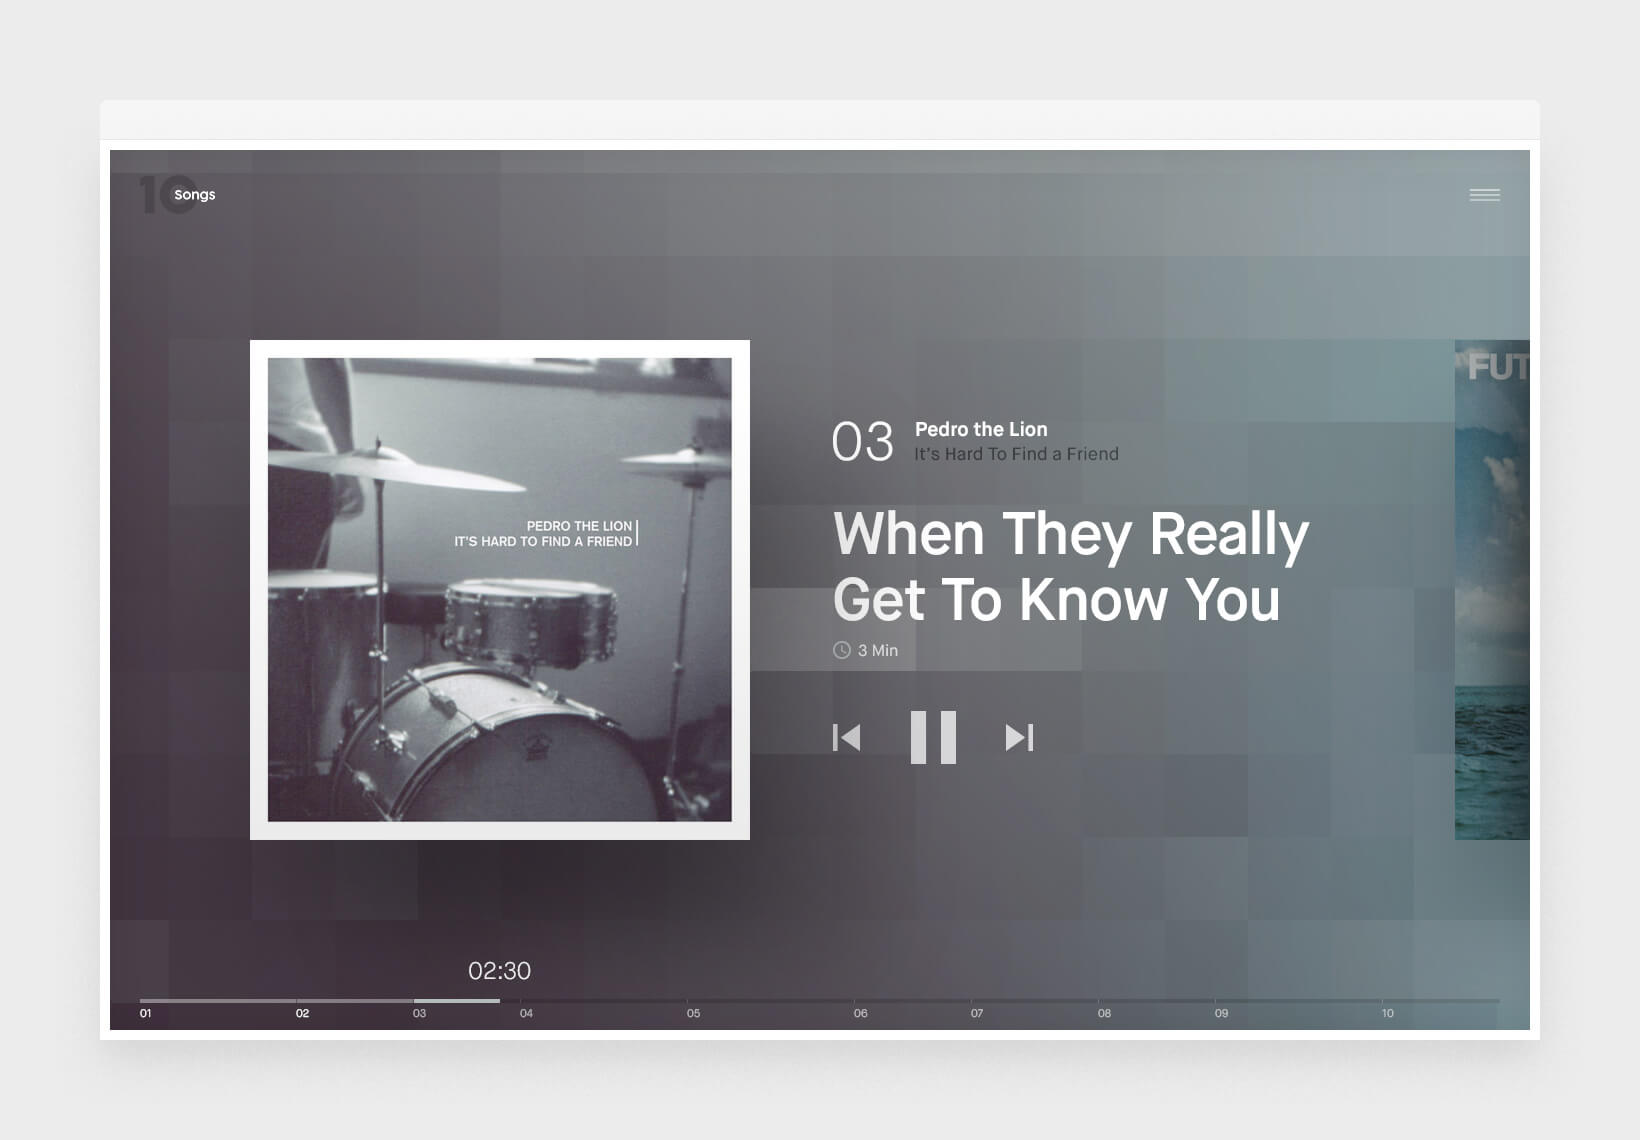 10 Songs
FUT
03
Pedro the Lion
It's Hard To Find a Friend
PEDRO THE LION
IT'S HARD TO FIND A FRIEND
When They Really
Get To Know You
3 Min
02:30
01 02 03 04 05 06 07 08 09 10